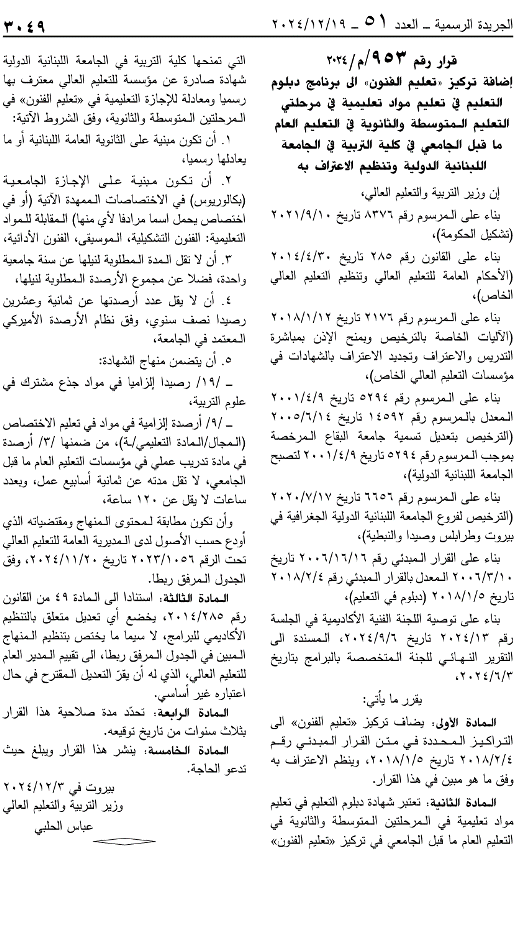 الجريدة الرسمية ــ العدد ٥١ ــ ٢٠٢٤/١٢/١٩
٣٠٤٩
قرار رقم ٩٥٣/م/٢٠٢٤
إضافة تركيز «تعليم الفنون» الى برنامج دبلوم
التعليم في تعليم مواد تعليمية في مرحلتي
التعليم المتوسطة والثانوية في التعليم العام
ما قبل الجامعي في كلية التربية في الجامعة
اللبنانية الدولية وتنظيم الاعتراف به
إن وزير التربية والتعليم العالي،
بناء على المرسوم رقم ٨٣٧٦ تاريخ ٢٠٢١/٩/١٠
(تشكيل الحكومة)،
بناء على القانون رقم ٢٨٥ تاريخ ٢٠١٤/٤/٣٠
(الأحكام العامة للتعليم العالي وتنظيم التعليم العالي
الخاص)،
بناء على المرسوم رقم ٢١٧٦ تاريخ ٢٠١٨/١/١٢
(الآليات الخاصة بالترخيص وبمنح الإذن بمباشرة
التدريس والاعتراف وتجديد الاعتراف بالشهادات في
مؤسسات التعليم العالي الخاص)،
بناء على المرسوم رقم ٥٢٩٤ تاريخ ٢٠٠١/٤/٩
المعدل بالمرسوم رقم ١٤٥٩٢ تاريخ ٢٠٠٥/٦/١٤
(الترخيص بتعديل تسمية جامعة البقاع المرخصة
بموجب المرسوم رقم ٥٢٩٤ تاريخ ٢٠٠١/٤/٩ لتصبح
الجامعة اللبنانية الدولية)،
بناء على المرسوم رقم ٦٦٥٦ تاريخ ٢٠٢٠/٧/١٧
(الترخيص لفروع الجامعة اللبنانية الدولية الجغرافية في
بيروت وطرابلس وصيدا والنبطية)،
بناء على القرار المبدئي رقم ٢٠٠٦/١٦/١٦ تاريخ
٢٠٠٦/٣/١٠ المعدل بالقرار المبدئي رقم ٢٠١٨/٢/٤
تاريخ ٢٠١٨/١/٥ (دبلوم في التعليم)،
بناء على توصية اللجنة الفنية الأكاديمية في الجلسة
رقم ٢٠٢٤/١٣ تاريخ ٢٠٢٤/٩/٦، المسندة الى
التقرير النهائي للجنة المتخصصة بالبرامج بتاريخ
٢٠٢٤/٦/٣،
يقرر ما يأتي:
المادة الأولى: يضاف تركيز «تعليم الفنون» الى
التراكيز المحددة في متن القرار المبدئي رقم
٢٠١٨/٢/٤ تاريخ ٢٠١٨/١/٥، وينظم الاعتراف به
وفق ما هو مبين في هذا القرار.
المادة الثانية: تعتبر شهادة دبلوم التعليم في تعليم
مواد تعليمية في المرحلتين المتوسطة والثانوية في
التعليم العام ما قبل الجامعي في تركيز «تعليم الفنون»
التي تمنحها كلية التربية في الجامعة اللبنانية الدولية
شهادة صادرة عن مؤسسة للتعليم العالي معترف بها
رسميا ومعادلة للإجازة التعليمية في «تعليم الفنون» في
المرحلتين المتوسطة والثانوية، وفق الشروط الآتية:
١. أن تكون مبنية على الثانوية العامة اللبنانية أو ما
يعادلها رسميا،
٢. أن تكون مبنية على الإجازة الجامعية
(بكالوريوس) في الاختصاصات الممهدة الآتية (أو في
اختصاص يحمل اسما مرادفا لأي منها) المقابلة للمواد
التعليمية: الفنون التشكيلية، الموسيقى، الفنون الأدائية،
٣. أن لا تقل المدة المطلوبة لنيلها عن سنة جامعية
واحدة، فضلا عن مجموع الأرصدة المطلوبة لنيلها،
٤. أن لا يقل عدد أرصدتها عن ثمانية وعشرين
رصيدا نصف سنوي، وفق نظام الأرصدة الأميركي
المعتمد في الجامعة،
٥. أن يتضمن منهاج الشهادة:
ــ /١٩/ رصيدا إلزاميا في مواد جذع مشترك في
علوم التربية،
ــ /٩/ أرصدة إلزامية في مواد في تعليم الاختصاص
(المجال/المادة التعليمي/ـة)، من ضمنها /٣/ أرصدة
في مادة تدريب عملي في مؤسسات التعليم العام ما قبل
الجامعي، لا تقل مدته عن ثمانية أسابيع عمل، وبعدد
ساعات لا يقل عن ١٢٠ ساعة،
وأن تكون مطابقة لمحتوى المنهاج ومقتضياته الذي
أودع حسب الأصول لدى المديرية العامة للتعليم العالي
تحت الرقم ٢٠٢٣/١٠٥٦ تاريخ ٢٠٢٤/١١/٢٠، وفق
الجدول المرفق ربطا.
المادة الثالثة: استنادا الى المادة ٤٩ من القانون
رقم ٢٠١٤/٢٨٥، يخضع أي تعديل متعلق بالتنظيم
الأكاديمي للبرامج، لا سيما ما يختص بتنظيم المنهاج
المبين في الجدول المرفق ربطا، الى تقييم المدير العام
للتعليم العالي، الذي له أن يقرّ التعديل المقترح في حال
اعتباره غير أساسي.
المادة الرابعة: تحدّد مدة صلاحية هذا القرار
بثلاث سنوات من تاريخ توقيعه.
المادة الخامسة: ينشر هذا القرار ويبلغ حيث
تدعو الحاجة.
بيروت في ٢٠٢٤/١٢/٣
وزير التربية والتعليم العالي
عباس الحلبي